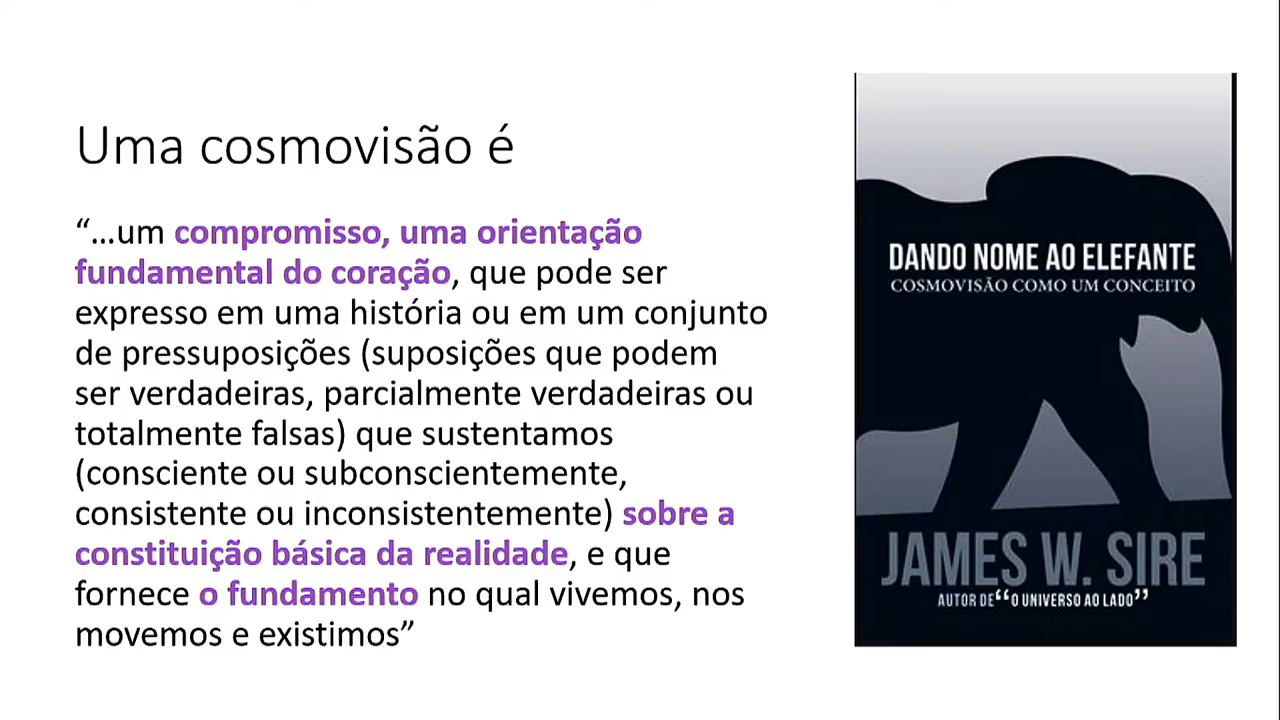 Uma cosmovisão é
“...um compromisso, uma orientação
fundamental do coração, que pode ser
expresso em uma história ou em um conjunto
de pressuposições (suposições que podem
ser verdadeiras, parcialmente verdadeiras ou
totalmente falsas) que sustentamos
(consciente ou subconscientemente,
consistente ou inconsistentemente) sobre a
constituição básica da realidade, e que
fornece o fundamento no qual vivemos, nos
movemos e existimos”
DANDO NOME AO ELEFANTE
COSMOVISÃO COMO UM CONCEITO
JAMES W. SIRE
AUTOR DE “O UNIVERSO AO LADO”